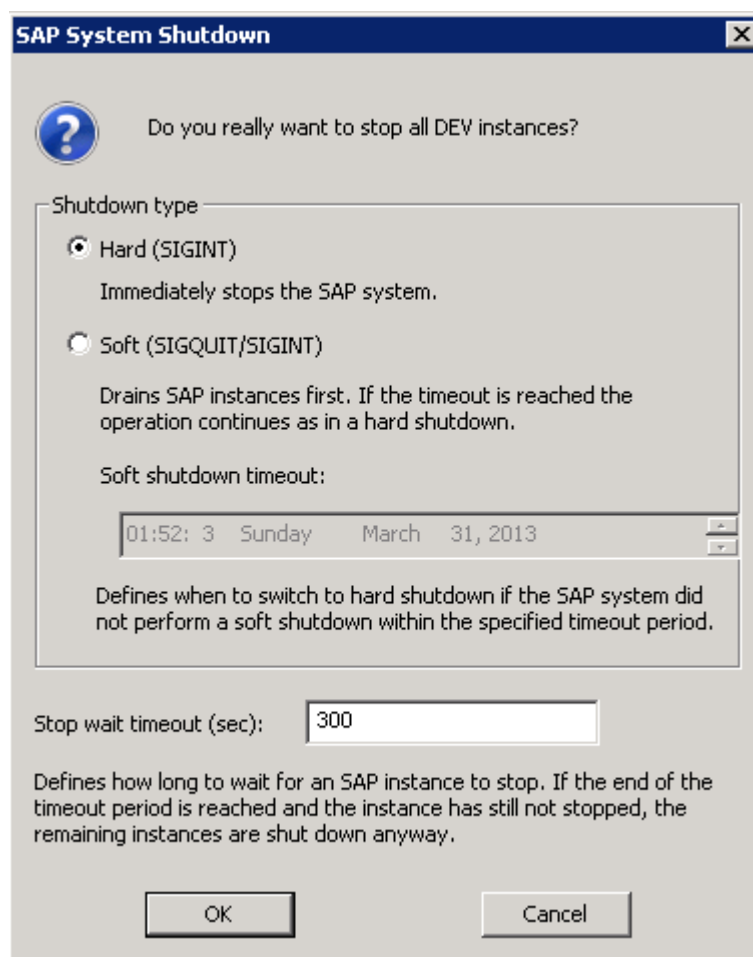 SAP System Shutdown
Do you really want to stop all DEV instances?
Shutdown type
Hard (SIGINT)
Immediately stops the SAP system.
Soft (SIGQUIT/SIGINT)
Drains SAP instances first. If the timeout is reached the
operation continues as in a hard shutdown.
Soft shutdown timeout:
01:52: 3 Sunday March 31, 2013
Defines when to switch to hard shutdown if the SAP system did
not perform a soft shutdown within the specified timeout period.
Stop wait timeout (sec): 300
Defines how long to wait for an SAP instance to stop. If the end of the
timeout period is reached and the instance has still not stopped, the
remaining instances are shut down anyway.
OK Cancel